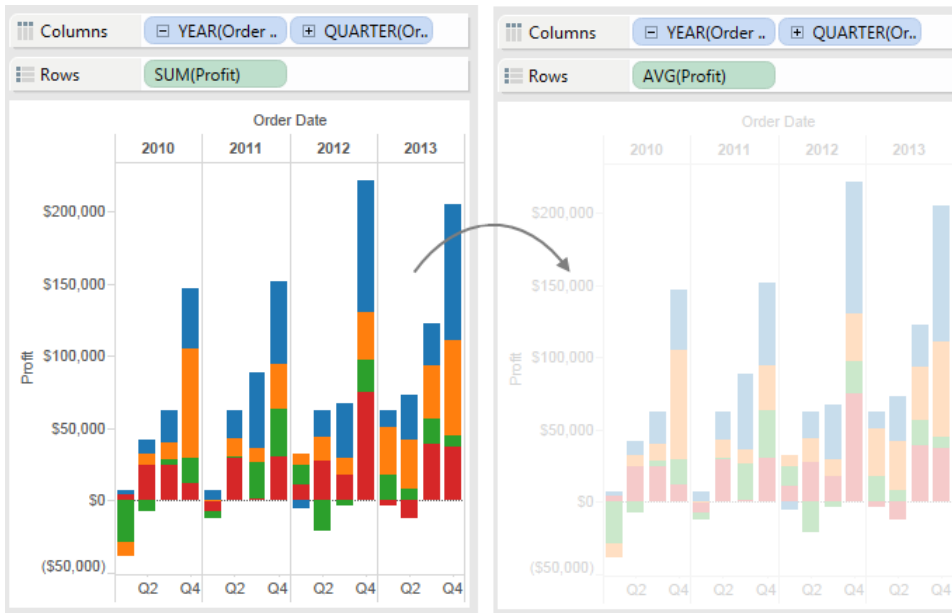 Columns YEAR(Order .. QUARTER(Or..
Rows SUM(Profit)
Order Date
2010 2011 2012 2013
$200,000
$150,000
$100,000
$50,000
$0
($50,000)
Profit
Q2 Q4 Q2 Q4 Q2 Q4 Q2 Q4
Columns YEAR(Order .. QUARTER(Or..
Rows AVG(Profit)
Order Date
2010 2011 2012 2013
$200,000
$150,000
$100,000
$50,000
$0
($50,000)
Profit
Q2 Q4 Q2 Q4 Q2 Q4 Q2 Q4